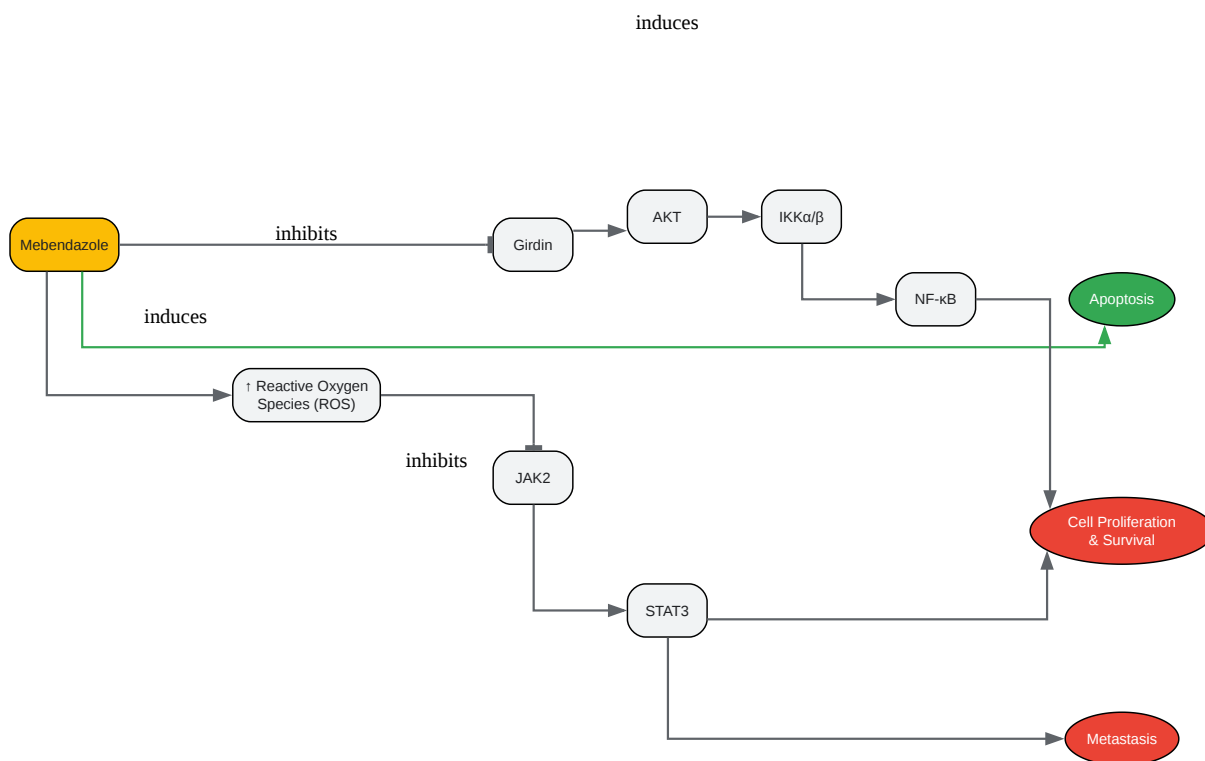 induces
AKT
IKKα/β
Mebendazole
inhibits
Girdin
NF-κB
Apoptosis
induces
↑ Reactive Oxygen
Species (ROS)
inhibits
JAK2
Cell Proliferation
& Survival
STAT3
Metastasis